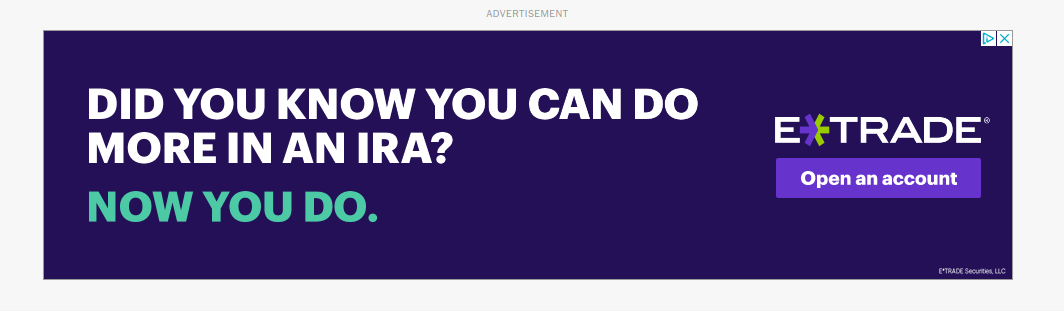 ADVERTISEMENT
DID YOU KNOW YOU CAN DO
MORE IN AN IRA?
NOW YOU DO.
E*TRADE®
Open an account
E*TRADE Securities, LLC